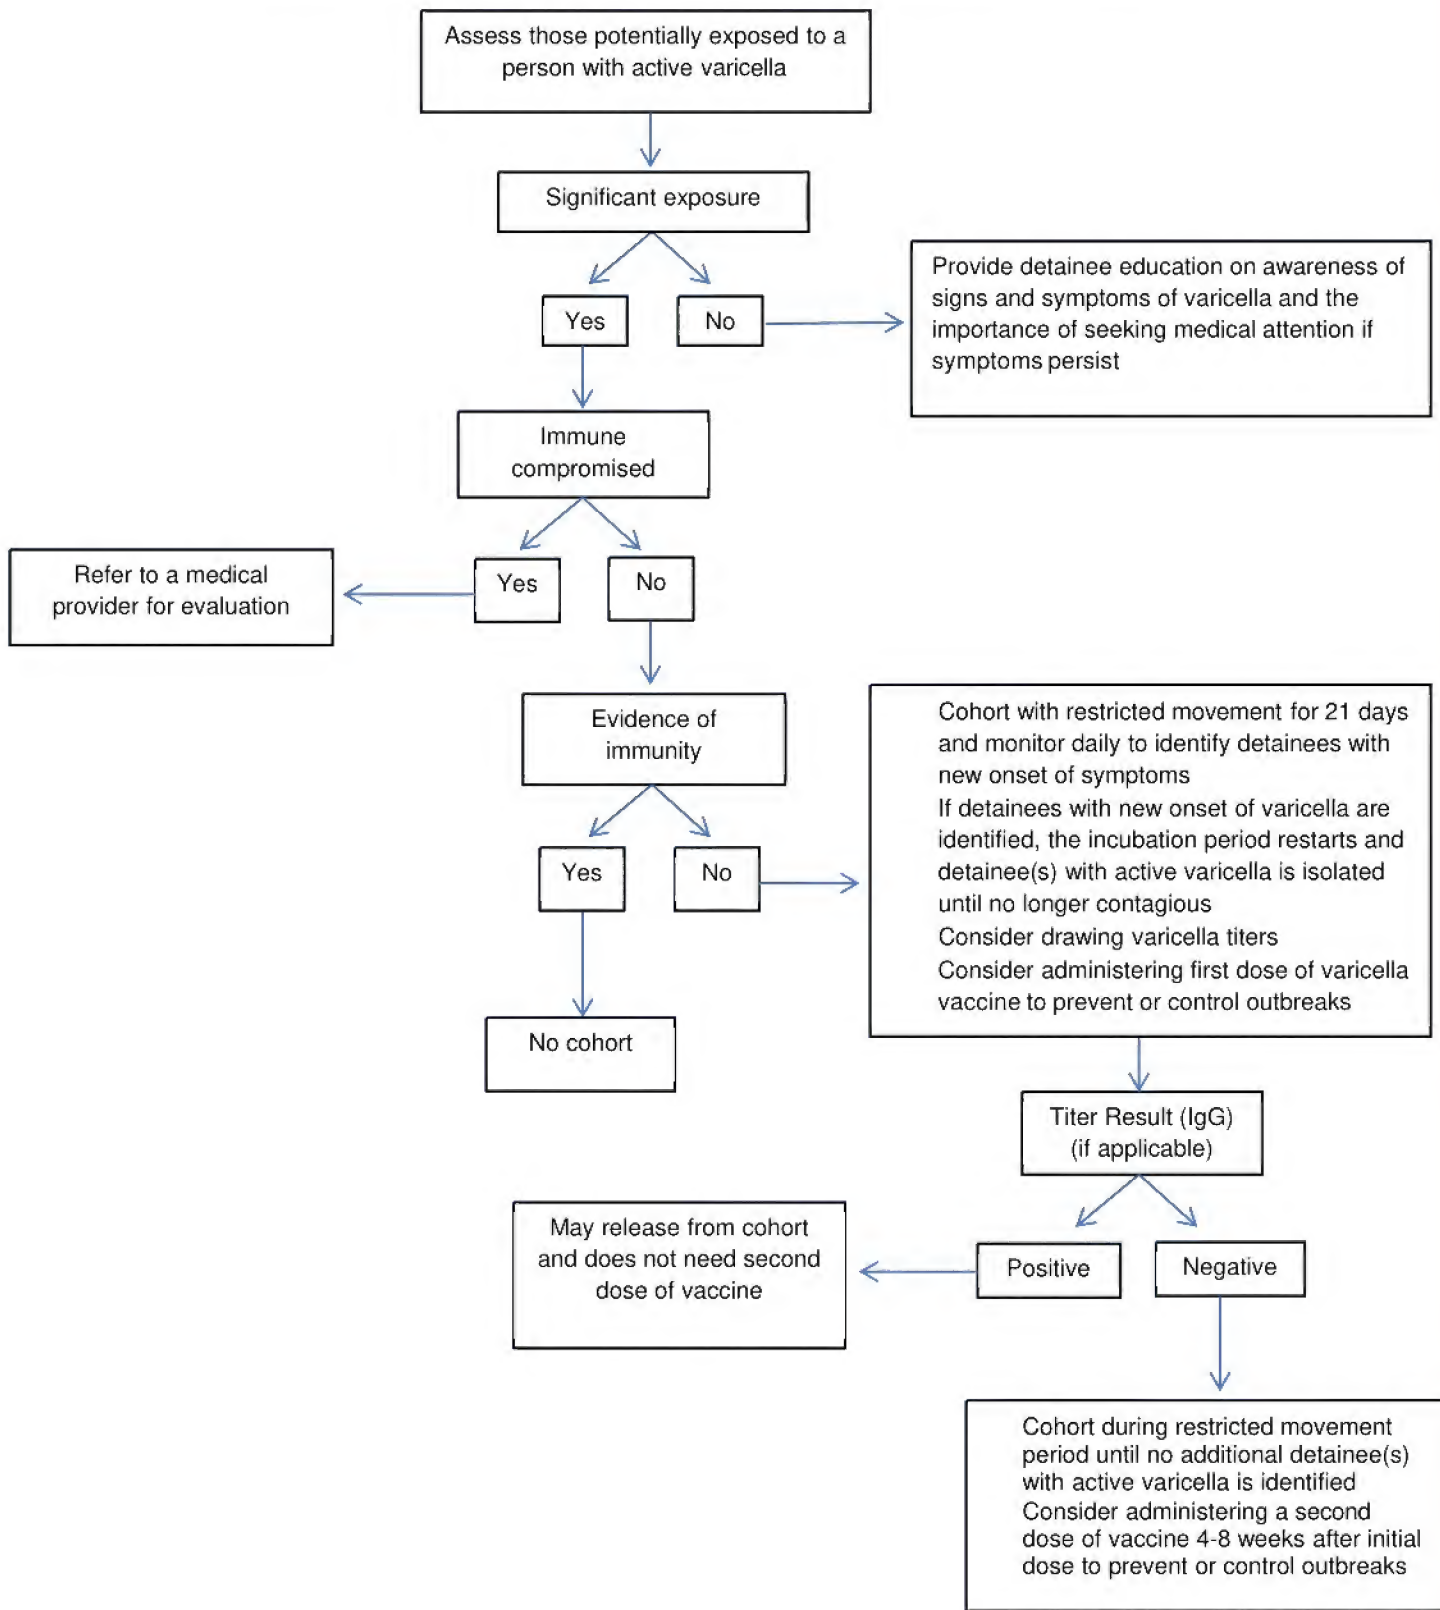 Assess those potentially exposed to a
person with active varicella
Significant exposure
Yes
No
Provide detainee education on awareness of
signs and symptoms of varicella and the
importance of seeking medical attention if
symptoms persist
Immune
compromised
Refer to a medical
provider for evaluation
Yes
No
Evidence of
immunity
Cohort with restricted movement for 21 days
and monitor daily to identify detainees with
new onset of symptoms
If detainees with new onset of varicella are
identified, the incubation period restarts and
detainee(s) with active varicella is isolated
until no longer contagious
Consider drawing varicella titers
Consider administering first dose of varicella
vaccine to prevent or control outbreaks
Yes
No
No cohort
Titer Result (IgG)
(if applicable)
May release from cohort
and does not need second
dose of vaccine
Positive
Negative
Cohort during restricted movement
period until no additional detainee(s)
with active varicella is identified
Consider administering a second
dose of vaccine 4-8 weeks after initial
dose to prevent or control outbreaks